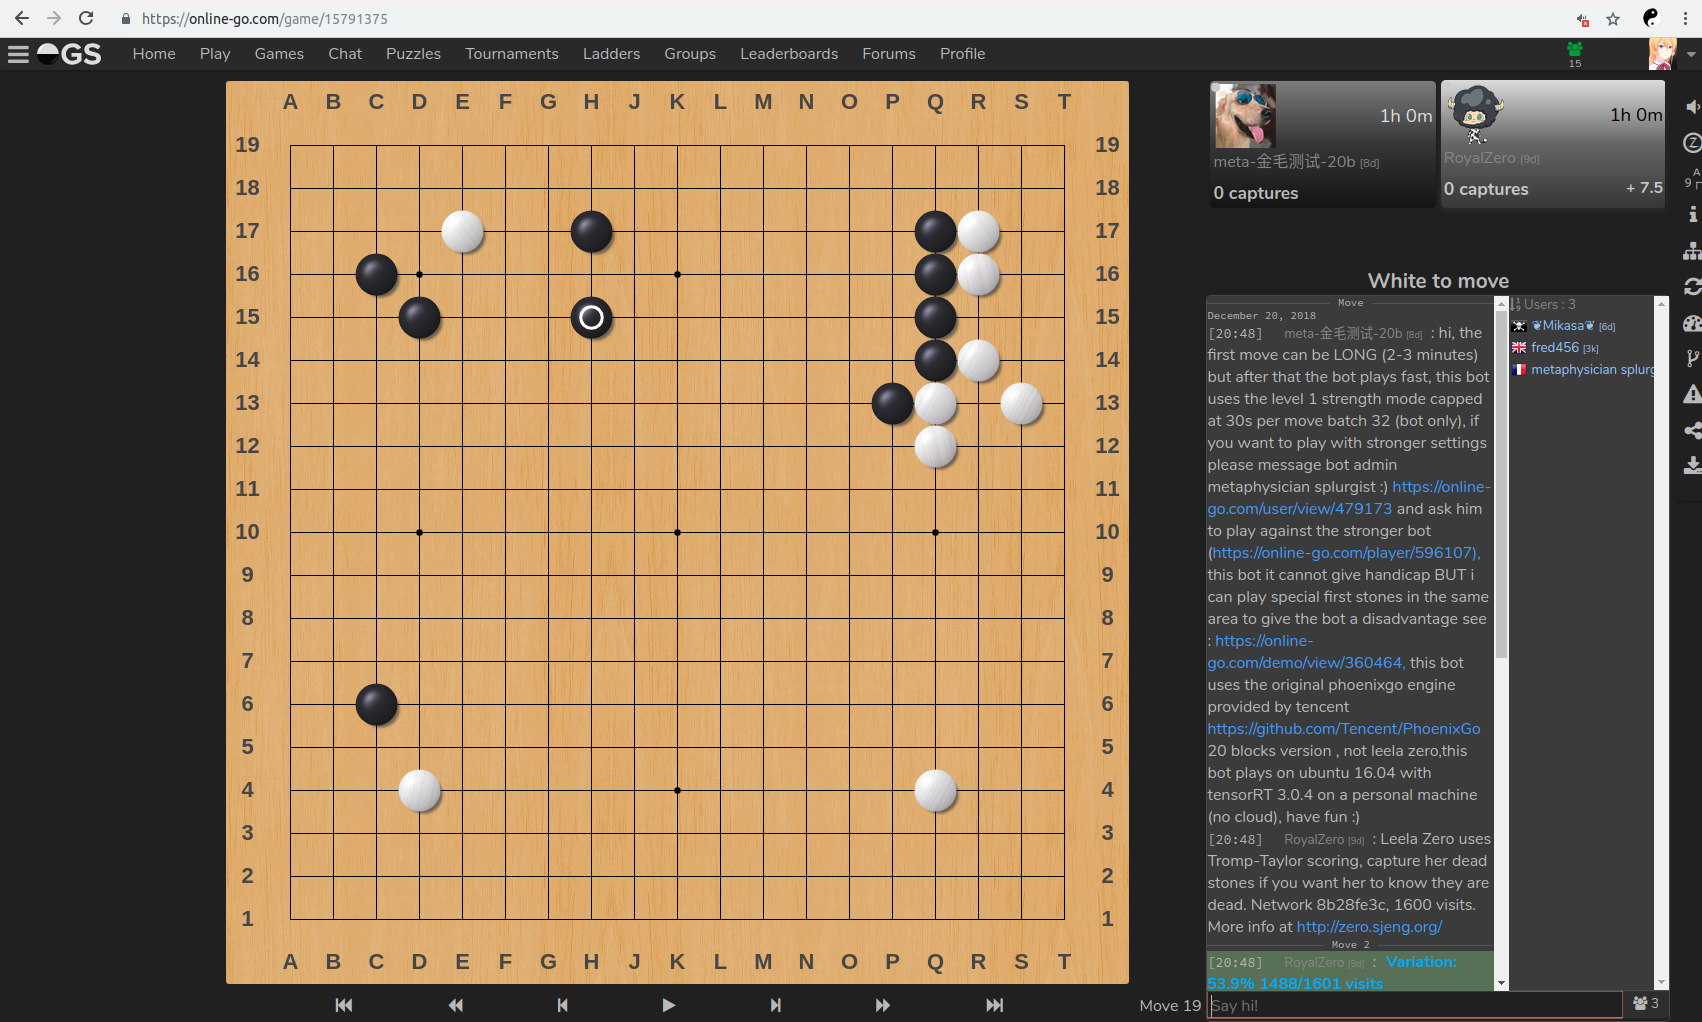 https://online-go.com/game/15791375
OGS Home Play Games Chat Puzzles Tournaments Ladders Groups Leaderboards Forums Profile 15
A B C D E F G H J K L M N O P Q R S T
19 19
18 18
17 17
16 16
15 15
14 14
13 13
12 12
11 11
10 10
9 9
8 8
7 7
6 6
5 5
4 4
3 3
2 2
1 1
A B C D E F G H J K L M N O P Q R S T
Move 19
1h 0m
meta-金毛测试-20b [8d]
0 captures
1h 0m
RoyalZero [9d]
0 captures + 7.5
White to move
Move
December 20, 2018
[20:48] meta-金毛测试-20b [8d] : hi, the
first move can be LONG (2-3 minutes)
but after that the bot plays fast, this bot
uses the level 1 strength mode capped
at 30s per move batch 32 (bot only), if
you want to play with stronger settings
please message bot admin
metaphysician splurgist :) https://online-
go.com/user/view/479173 and ask him
to play against the stronger bot
(https://online-go.com/player/596107),
this bot it cannot give handicap BUT i
can play special first stones in the same
area to give the bot a disadvantage see
: https://online-
go.com/demo/view/360464, this bot
uses the original phoenixgo engine
provided by tencent
https://github.com/Tencent/PhoenixGo
20 blocks version , not leela zero,this
bot plays on ubuntu 16.04 with
tensorRT 3.0.4 on a personal machine
(no cloud), have fun :)
[20:48] RoyalZero [9d] : Leela Zero uses
Tromp-Taylor scoring, capture her dead
stones if you want her to know they are
dead. Network 8b28fe3c, 1600 visits.
More info at http://zero.sjeng.org/
Move 2
[20:48] RoyalZero [9d] : Variation:
53.9% 1488/1601 visits
Say hi!
3
Users : 3
❦Mikasa❦ [6d]
fred456 [3k]
metaphysician splurg
Z
A
9